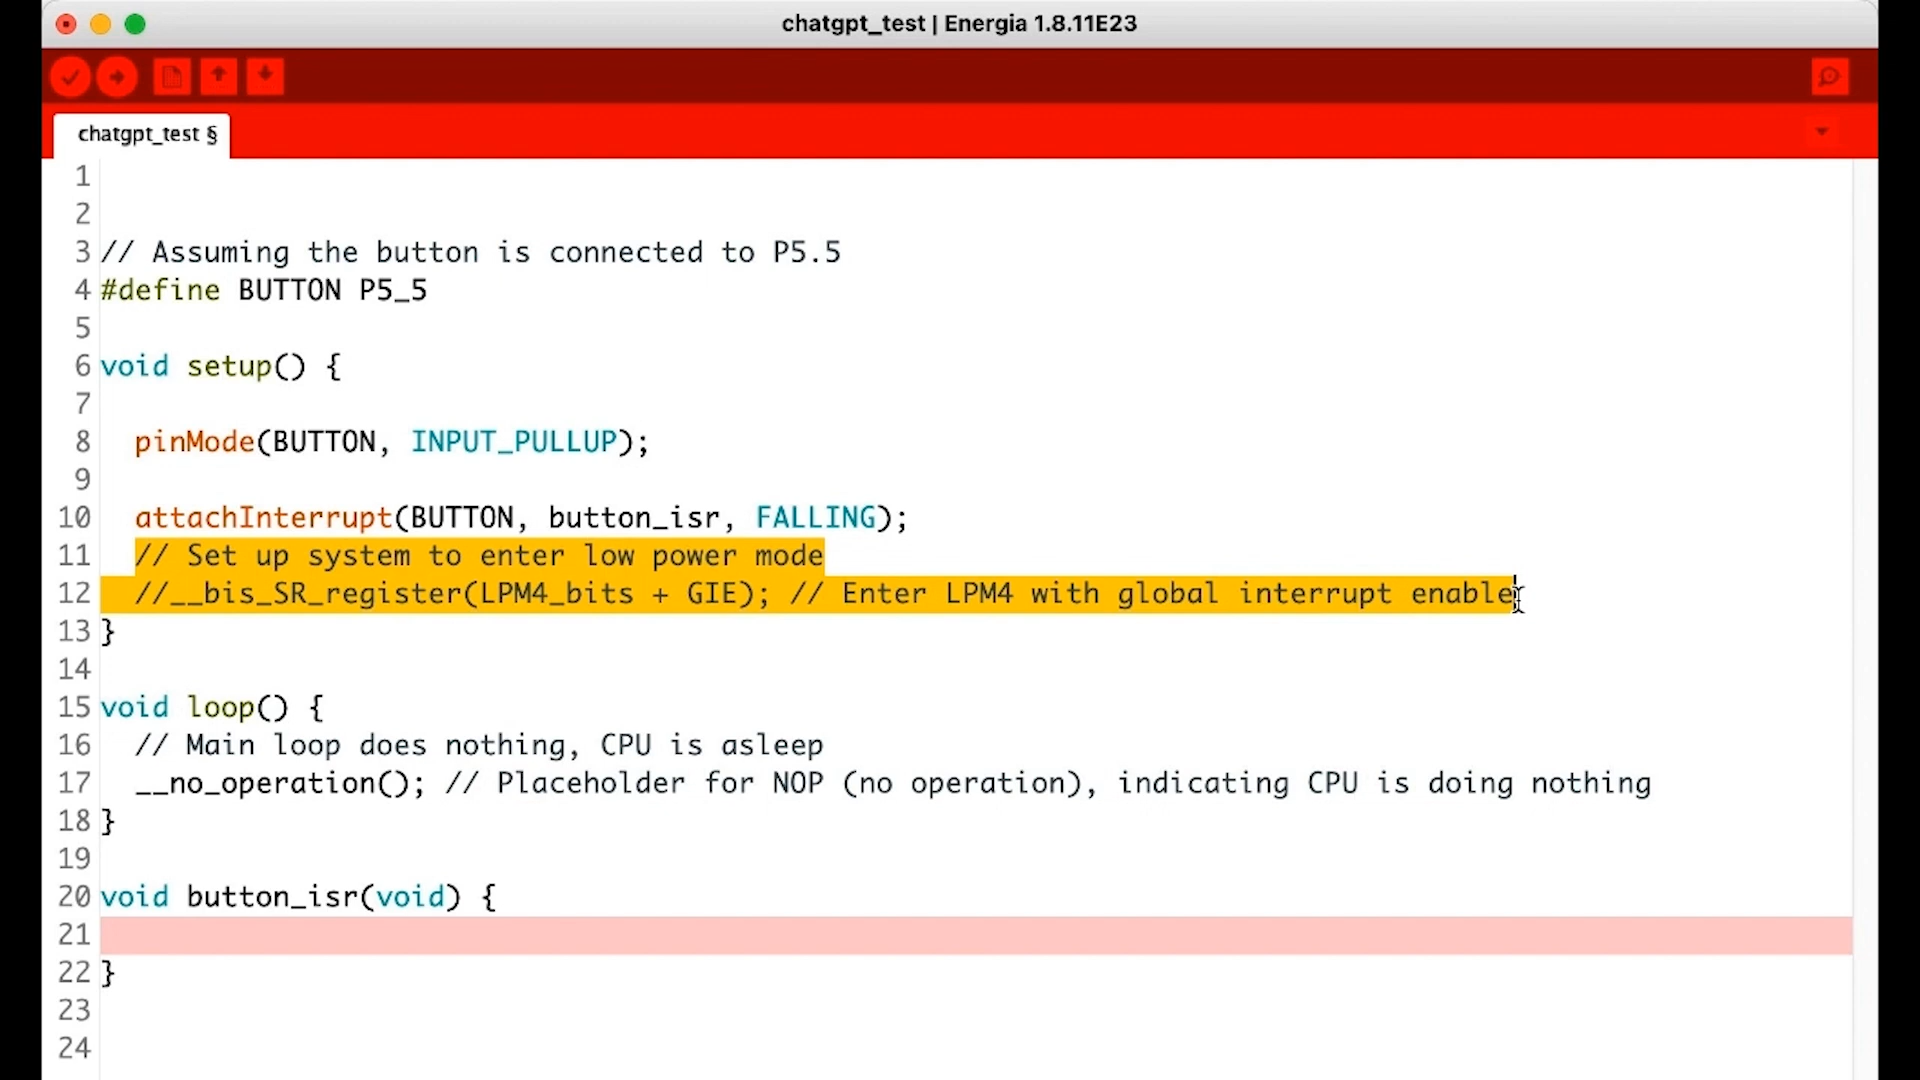 chatgpt_test | Energia 1.8.11E23
chatgpt_test §
1
2
3 // Assuming the button is connected to P5.5
4 #define BUTTON P5_5
5
6 void setup() {
7
8 pinMode(BUTTON, INPUT_PULLUP);
9
10 attachInterrupt(BUTTON, button_isr, FALLING);
11 // Set up system to enter low power mode
12 //__bis_SR_register(LPM4_bits + GIE); // Enter LPM4 with global interrupt enable
13 }
14
15 void loop() {
16 // Main loop does nothing, CPU is asleep
17 __no_operation(); // Placeholder for NOP (no operation), indicating CPU is doing nothing
18 }
19
20 void button_isr(void) {
21
22 }
23
24